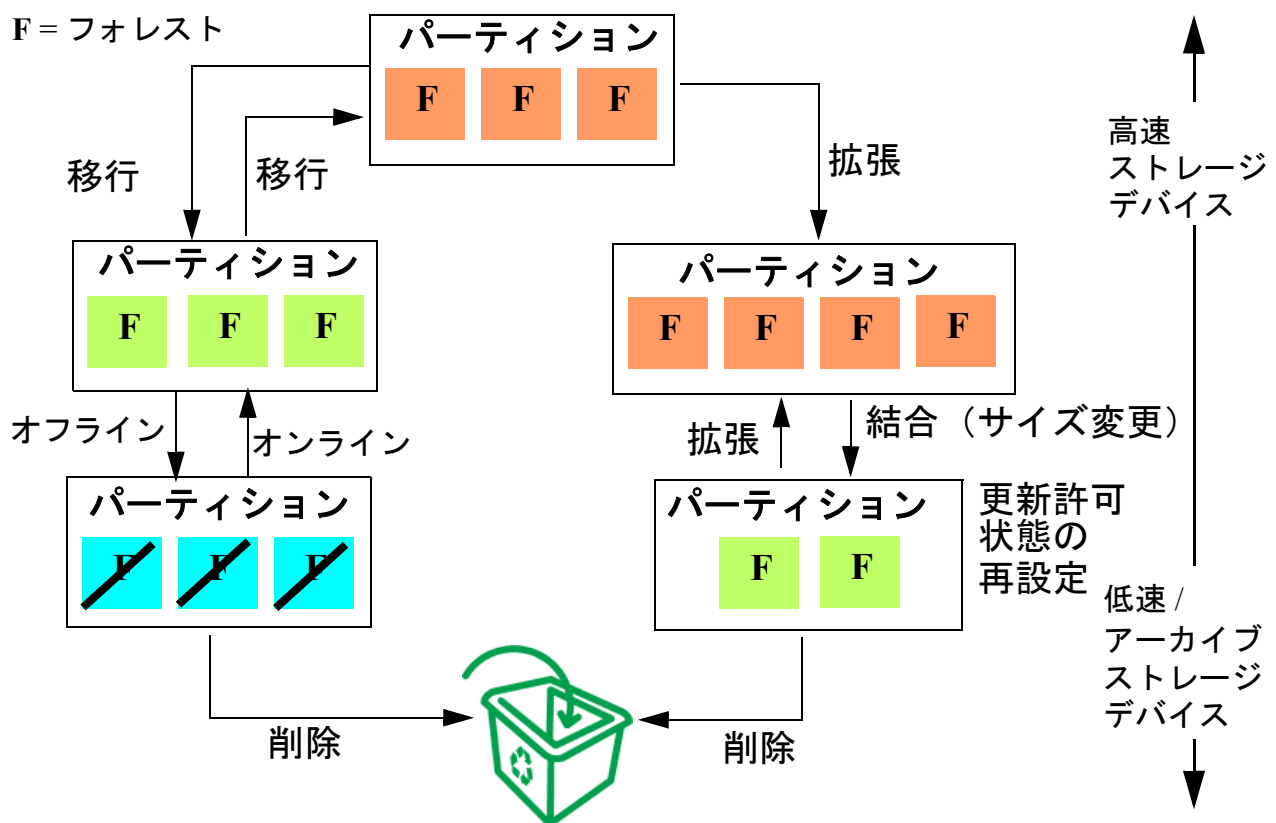 F = フォレスト
パーティション
F F F
移行
移行
拡張
高速
ストレージ
デバイス
パーティション
F F F
パーティション
F F F F
オフライン
オンライン
拡張
結合（サイズ変更）
パーティション
F F F
パーティション
F F
更新許可
状態の
再設定
低速 /
アーカイブ
ストレージ
デバイス
削除
削除